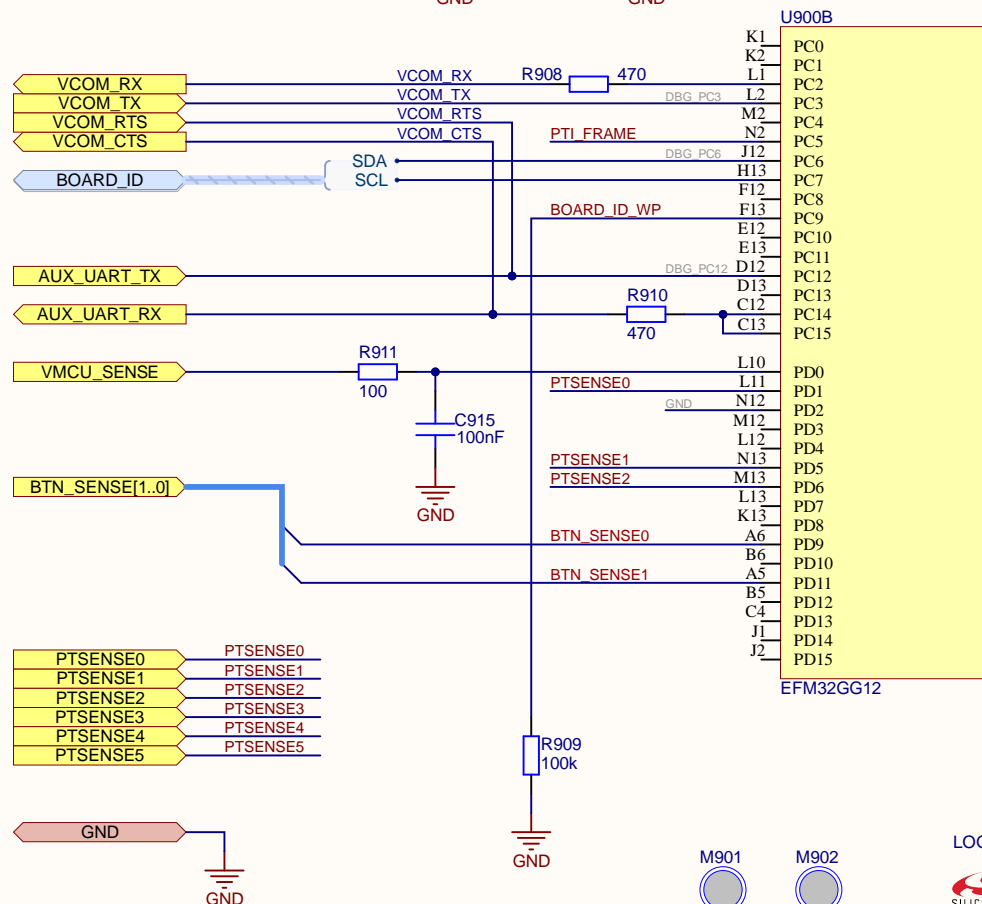 GND GND
U900B
K1 PC0
K2 PC1
VCOM_RX VCOM_RX R908 470 L1 PC2
VCOM_TX VCOM_TX DBG_PC3 L2 PC3
VCOM_RTS VCOM_RTS M2 PC4
VCOM_CTS VCOM_CTS PTI_FRAME N2 PC5
SDA DBG_PC6 J12 PC6
BOARD_ID SCL H13 PC7
F12 PC8
BOARD_ID_WP F13 PC9
E12 PC10
E13 PC11
AUX_UART_TX DBG_PC12 D12 PC12
D13 PC13
AUX_UART_RX R910 470 C12 PC14
C13 PC15
VMCU_SENSE R911 100 L10 PD0
PTSENSE0 L11 PD1
GND N12 PD2
C915 100nF M12 PD3
L12 PD4
PTSENSE1 N13 PD5
BTN_SENSE[1..0] PTSENSE2 M13 PD6
GND L13 PD7
K13 PD8
BTN_SENSE0 A6 PD9
B6 PD10
BTN_SENSE1 A5 PD11
B5 PD12
C4 PD13
J1 PD14
J2 PD15
EFM32GG12
PTSENSE0 PTSENSE0
PTSENSE1 PTSENSE1
PTSENSE2 PTSENSE2
PTSENSE3 PTSENSE3
PTSENSE4 PTSENSE4
PTSENSE5 PTSENSE5
R909
100k
GND
GND
GND
M901 M902